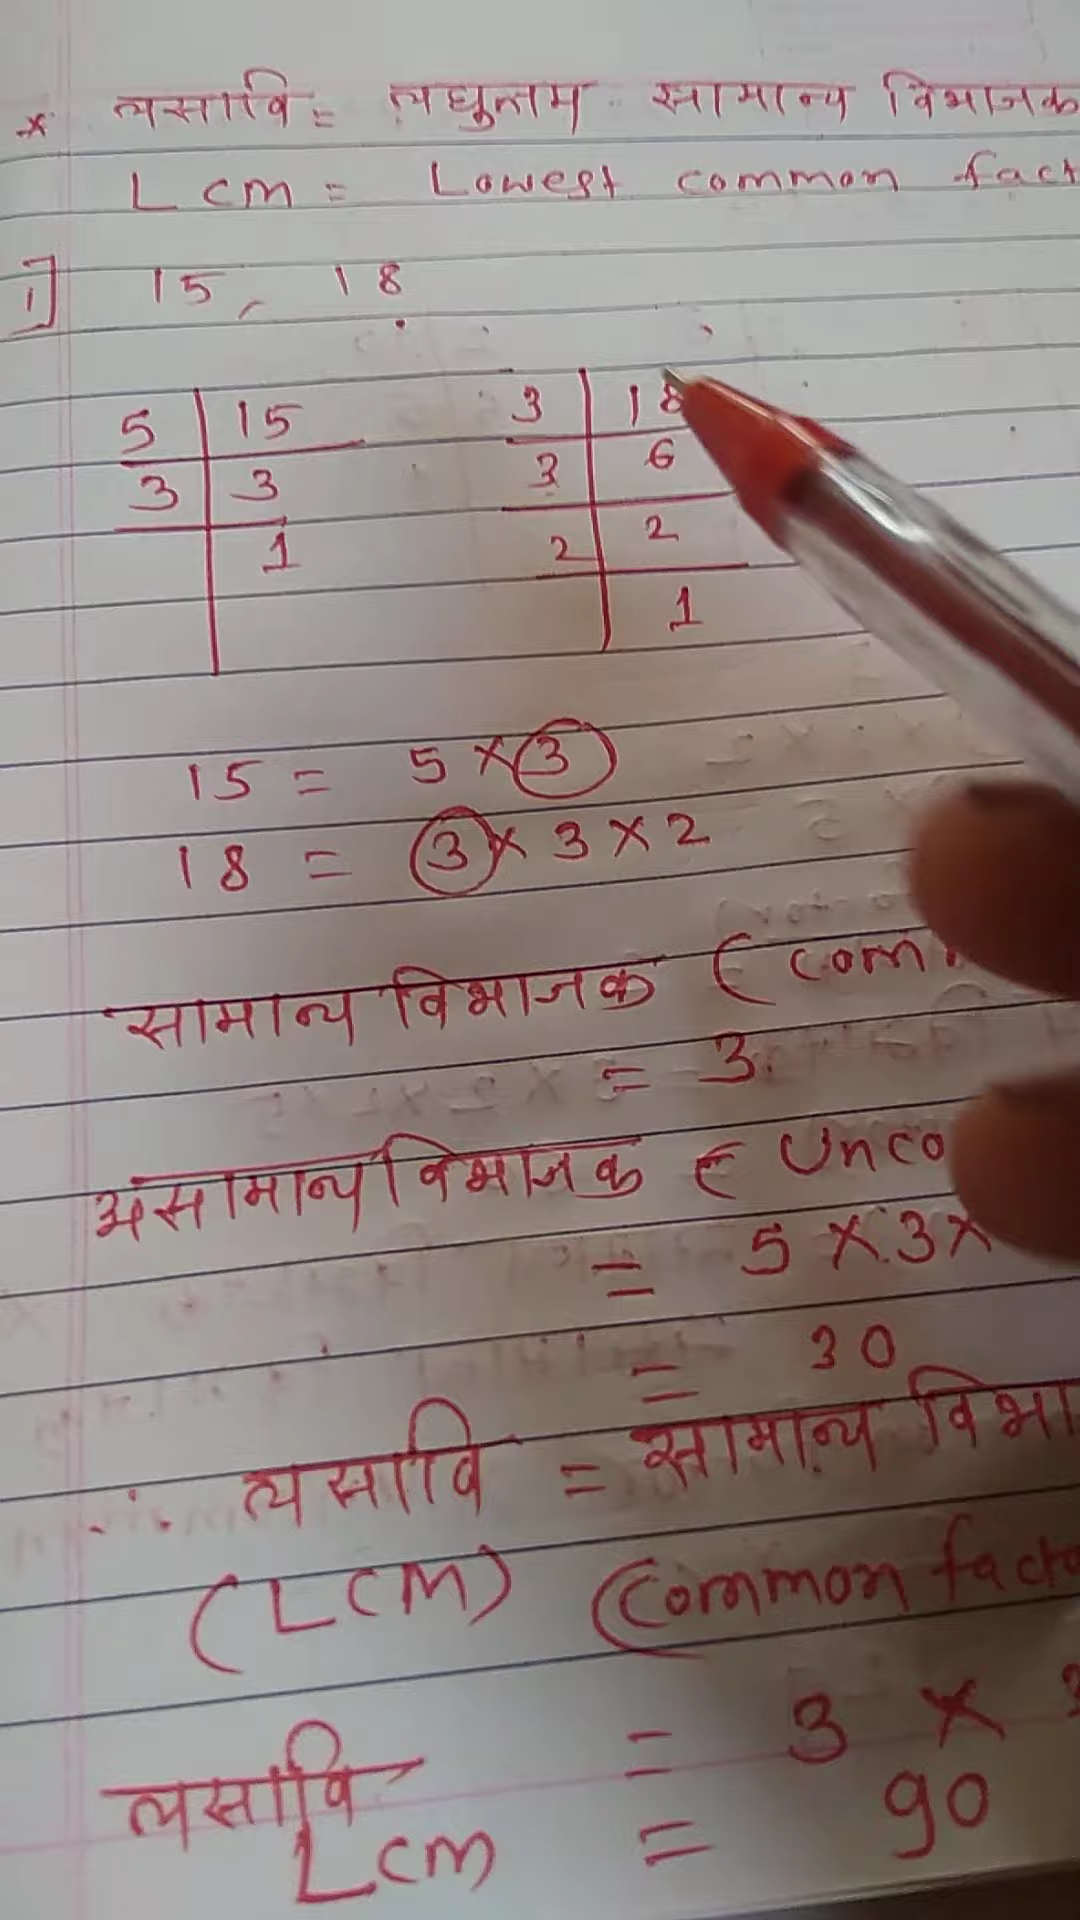 * लसावि = लघुत्तम सामान्य विभाजक
LCM = Lowest common fact
1] 15, 18
5 | 15
3 | 3
1
3 | 18
3 | 6
2 | 2
1
15 = 5 × 3
18 = 3 × 3 × 2
सामान्य विभाजक ( com
= 3
असामान्य विभाजक ( Unco
= 5 × 3 ×
= 30
∴ लसावि = सामान्य विभा
(LCM) (Common facto
लसावि = 3 ×
LCM = 90